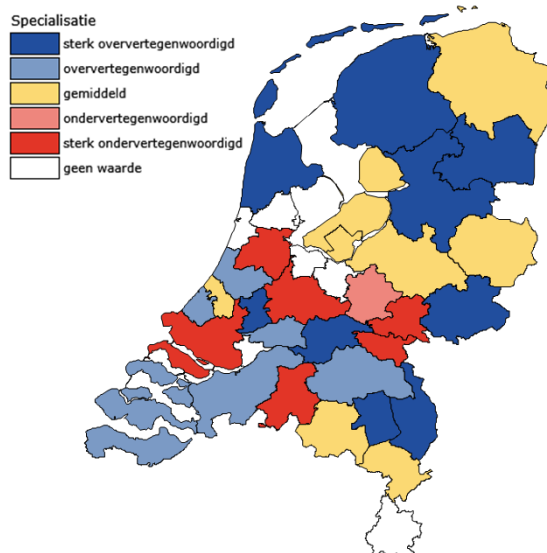 Specialisatie
sterk oververtegenwoordigd
oververtegenwoordigd
gemiddeld
ondervertegenwoordigd
sterk ondervertegenwoordigd
geen waarde